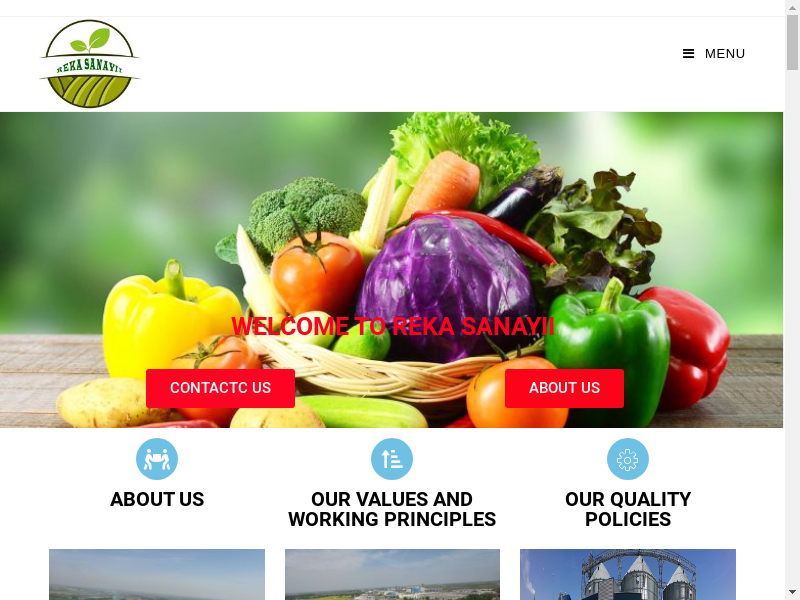 REKA SANAYII
MENU
WELCOME TO REKA SANAYII
CONTACTC US
ABOUT US
ABOUT US
OUR VALUES AND
WORKING PRINCIPLES
OUR QUALITY
POLICIES